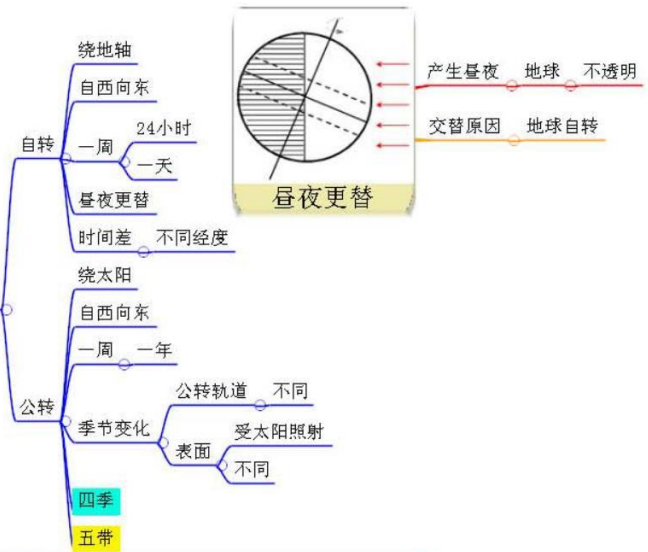 自转
绕地轴
自西向东
一周
24小时
一天
昼夜更替
时间差
不同经度
公转
绕太阳
自西向东
一周
一年
季节变化
公转轨道
不同
表面
受太阳照射
不同
四季
五带
昼夜更替
产生昼夜
地球
不透明
交替原因
地球自转